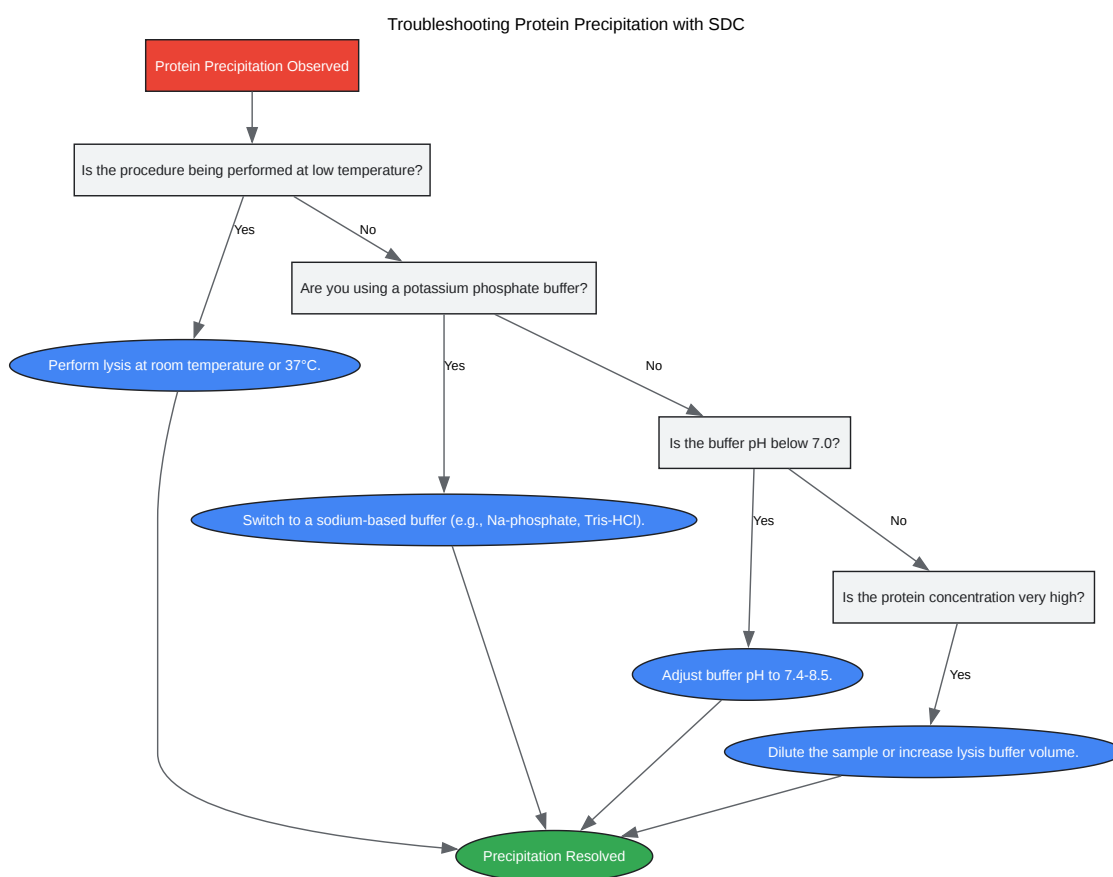 Troubleshooting Protein Precipitation with SDC
Protein Precipitation Observed
Is the procedure being performed at low temperature?
Yes
No
Are you using a potassium phosphate buffer?
Perform lysis at room temperature or 37°C.
Yes
No
Is the buffer pH below 7.0?
Switch to a sodium-based buffer (e.g., Na-phosphate, Tris-HCl).
Yes
No
Is the protein concentration very high?
Adjust buffer pH to 7.4-8.5.
Yes
Dilute the sample or increase lysis buffer volume.
Precipitation Resolved